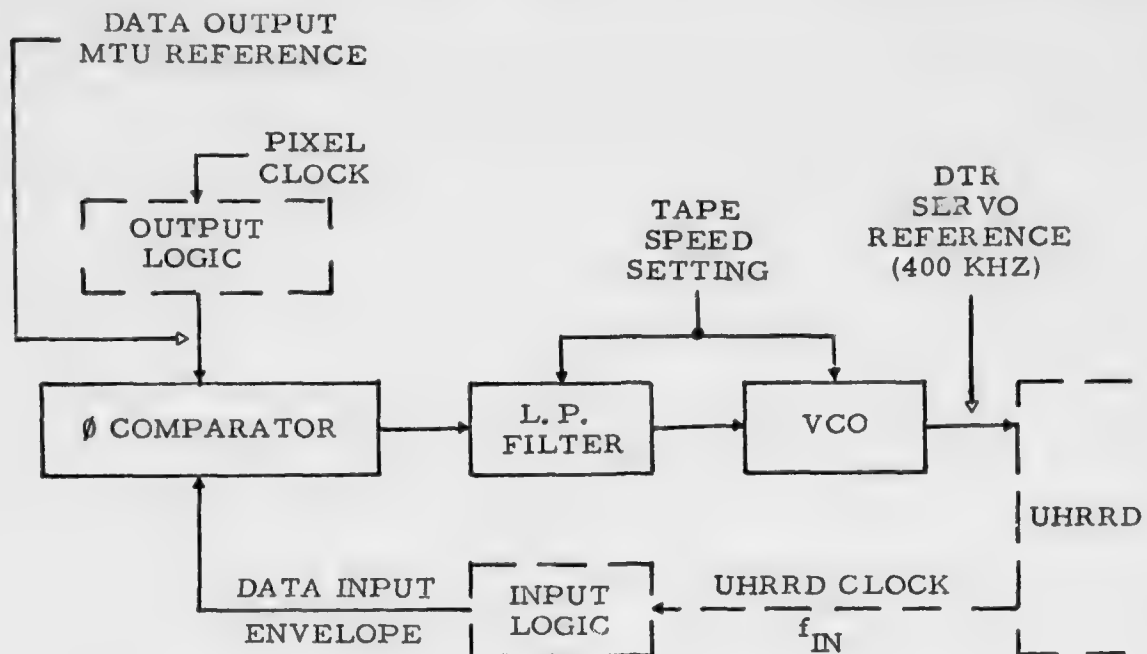 DATA OUTPUT
MTU REFERENCE
PIXEL
CLOCK
OUTPUT
LOGIC
TAPE
SPEED
SETTING
DTR
SERVO
REFERENCE
(400 KHZ)
Ø COMPARATOR
L. P.
FILTER
VCO
UHRRD
DATA INPUT
ENVELOPE
INPUT
LOGIC
UHRRD CLOCK
fIN